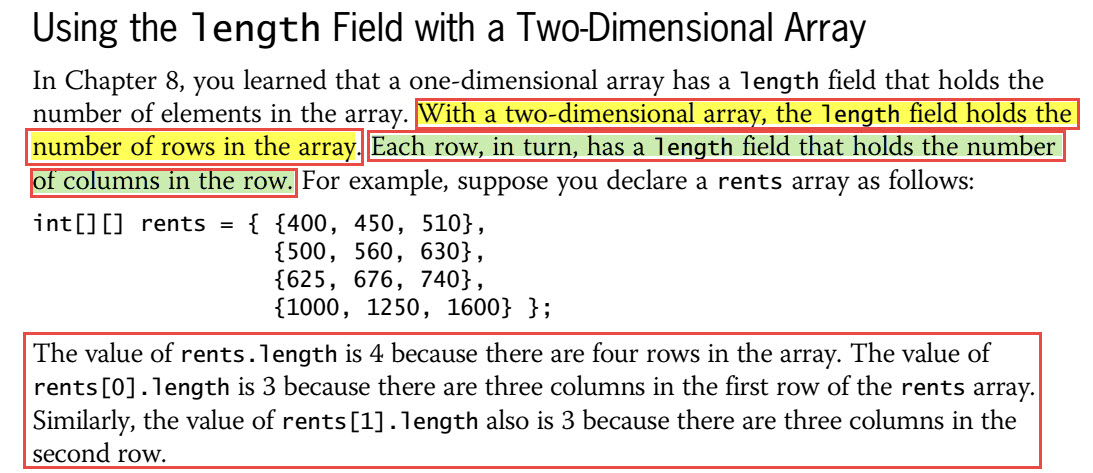 Using the length Field with a Two-Dimensional Array
In Chapter 8, you learned that a one-dimensional array has a length field that holds the
number of elements in the array. With a two-dimensional array, the length field holds the
number of rows in the array. Each row, in turn, has a length field that holds the number
of columns in the row. For example, suppose you declare a rents array as follows:
int[][] rents = { {400, 450, 510},
{500, 560, 630},
{625, 676, 740},
{1000, 1250, 1600} };
The value of rents.length is 4 because there are four rows in the array. The value of
rents[0].length is 3 because there are three columns in the first row of the rents array.
Similarly, the value of rents[1].length also is 3 because there are three columns in the
second row.